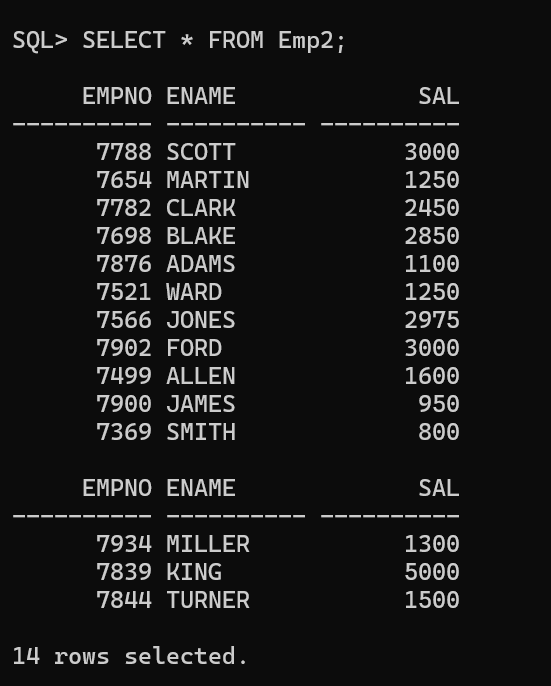 SQL> SELECT * FROM Emp2;
     EMPNO ENAME             SAL
---------- ---------- ----------
      7788 SCOTT            3000
      7654 MARTIN           1250
      7782 CLARK            2450
      7698 BLAKE            2850
      7876 ADAMS            1100
      7521 WARD             1250
      7566 JONES            2975
      7902 FORD             3000
      7499 ALLEN            1600
      7900 JAMES             950
      7369 SMITH             800
     EMPNO ENAME             SAL
---------- ---------- ----------
      7934 MILLER           1300
      7839 KING             5000
      7844 TURNER           1500
14 rows selected.